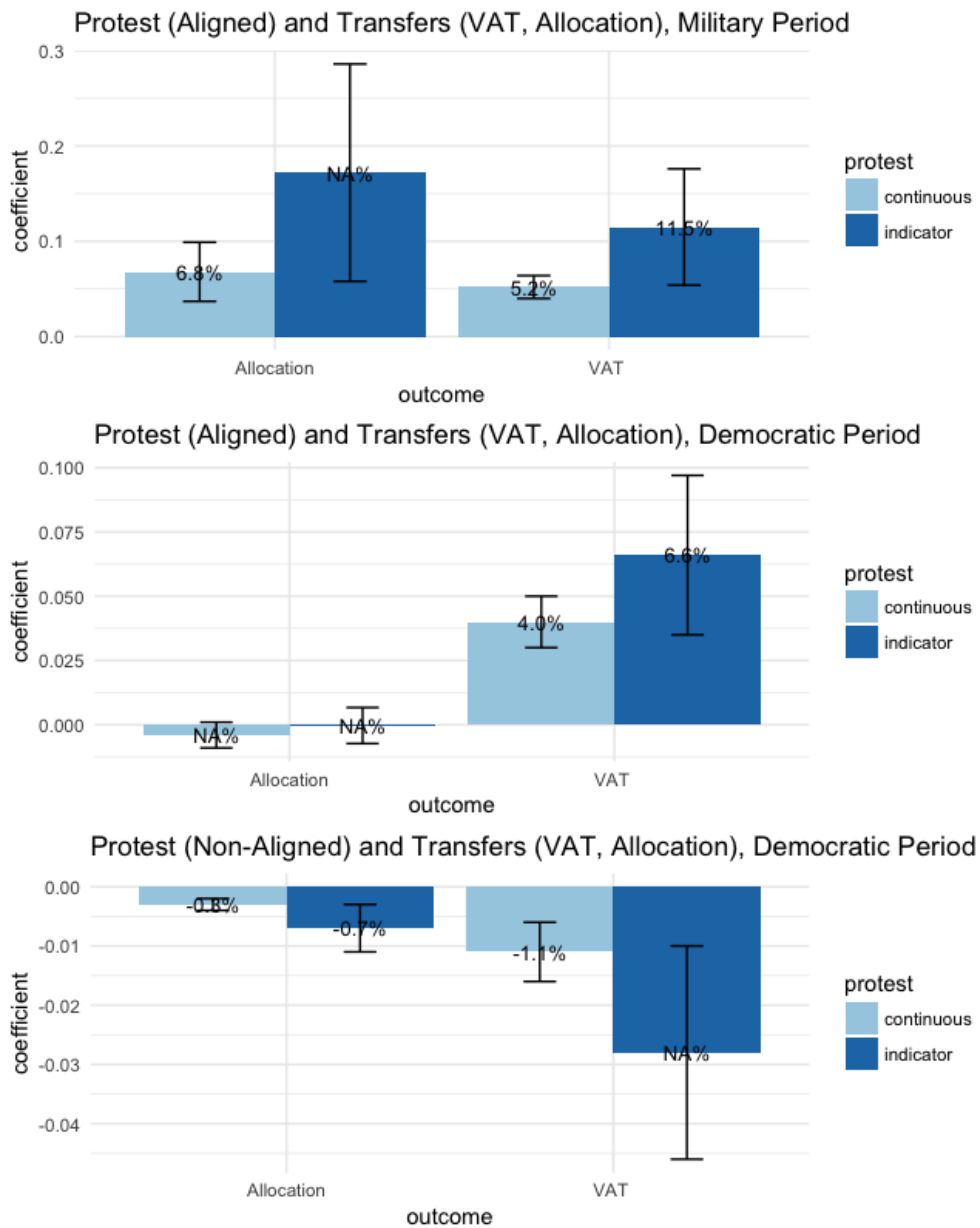 Protest (Aligned) and Transfers (VAT, Allocation), Military Period
0.3
0.2
0.1
0.0
coefficient
NA%
6.8%
11.5%
5.2%
Allocation
VAT
outcome
protest
continuous
indicator
Protest (Aligned) and Transfers (VAT, Allocation), Democratic Period
0.100
0.075
0.050
0.025
0.000
coefficient
NA%
NA%
4.0%
6.6%
Allocation
VAT
outcome
protest
continuous
indicator
Protest (Non-Aligned) and Transfers (VAT, Allocation), Democratic Period
0.00
-0.01
-0.02
-0.03
-0.04
coefficient
-0.3%
-0.7%
-1.1%
NA%
Allocation
VAT
outcome
protest
continuous
indicator